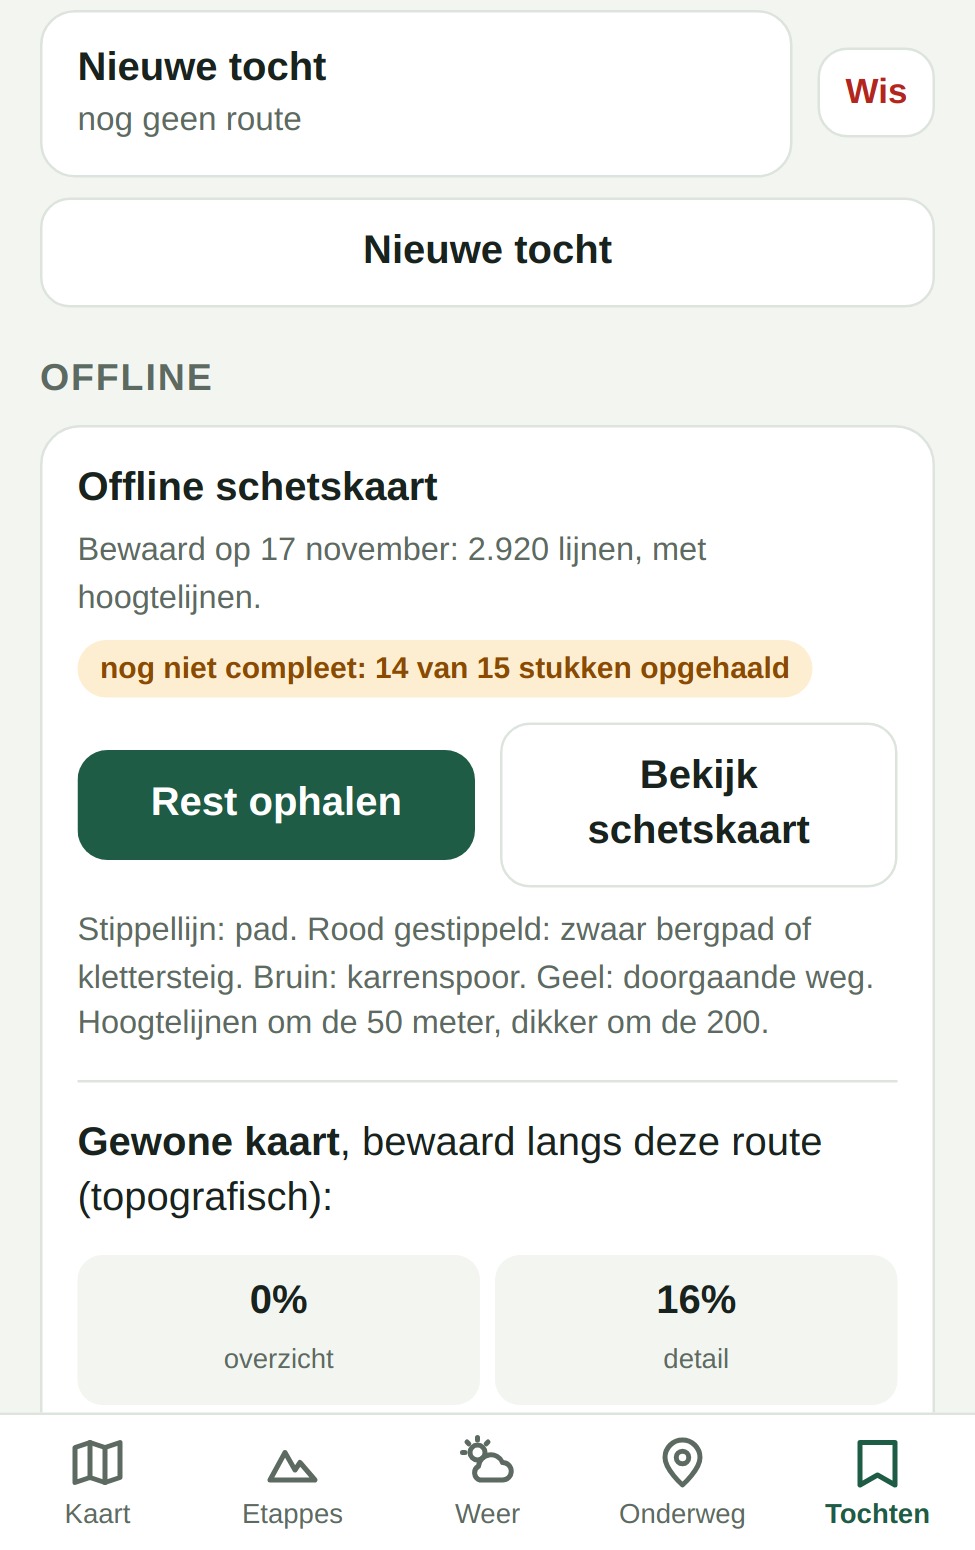 Nieuwe tocht
nog geen route
Wis
Nieuwe tocht
OFFLINE
Offline schetskaart
Bewaard op 17 november: 2.920 lijnen, met
hoogtelijnen.
nog niet compleet: 14 van 15 stukken opgehaald
Rest ophalen
Bekijk
schetskaart
Stippellijn: pad. Rood gestippeld: zwaar bergpad of
klettersteig. Bruin: karrenspoor. Geel: doorgaande weg.
Hoogtelijnen om de 50 meter, dikker om de 200.
Gewone kaart, bewaard langs deze route
(topografisch):
0%
overzicht
16%
detail
Kaart
Etappes
Weer
Onderweg
Tochten